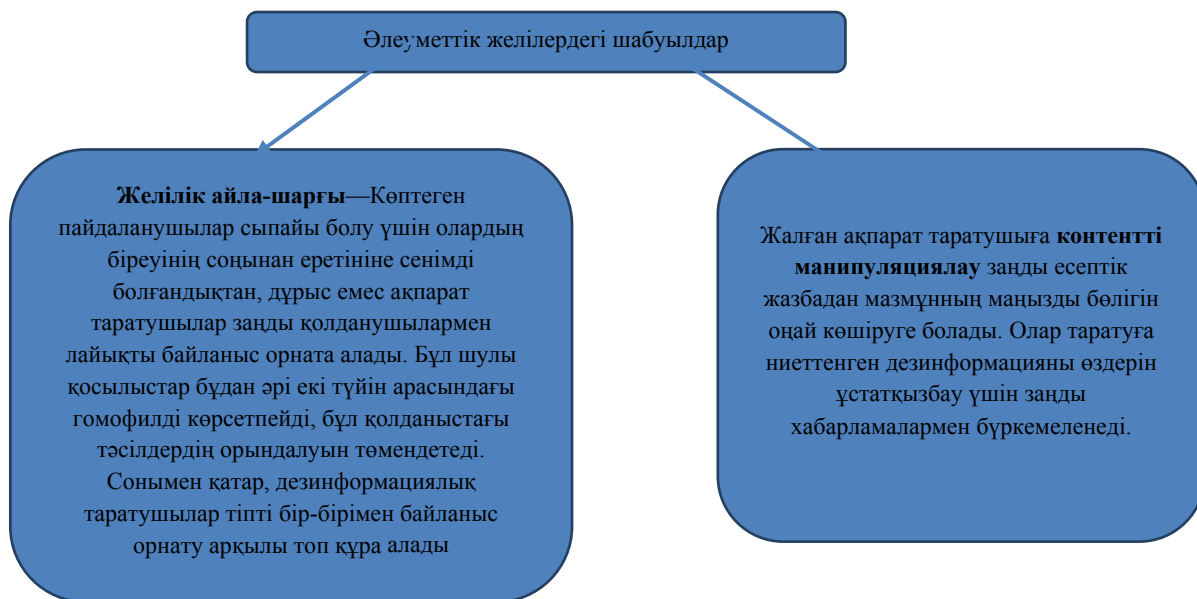 Әлеуметтік желілердегі шабуылдар
Желілік айла-шарғы—Көптеген
пайдаланушылар сыпайы болу үшін олардың
біреуінің соңынан еретініне сенімді
болғандықтан, дұрыс емес ақпарат
таратушылар заңды қолданушылармен
лайықты байланыс орната алады. Бұл шулы
қосылыстар бұдан әрі екі түйін арасындағы
гомофилді көрсетпейді, бұл қолданыстағы
тәсілдердің орындалуын төмендетеді.
Сонымен қатар, дезинформациялық
таратушылар тіпті бір-бірімен байланыс
орнату арқылы топ құра алады
Жалған ақпарат таратушыға контентті
манипуляциялау заңды есептік
жазбадан мазмұнның маңызды бөлігін
оңай көшіруге болады. Олар таратуға
ниеттенген дезинформацияны өздерін
ұстатқызбау үшін заңды
хабарламалармен бүркемеленеді.